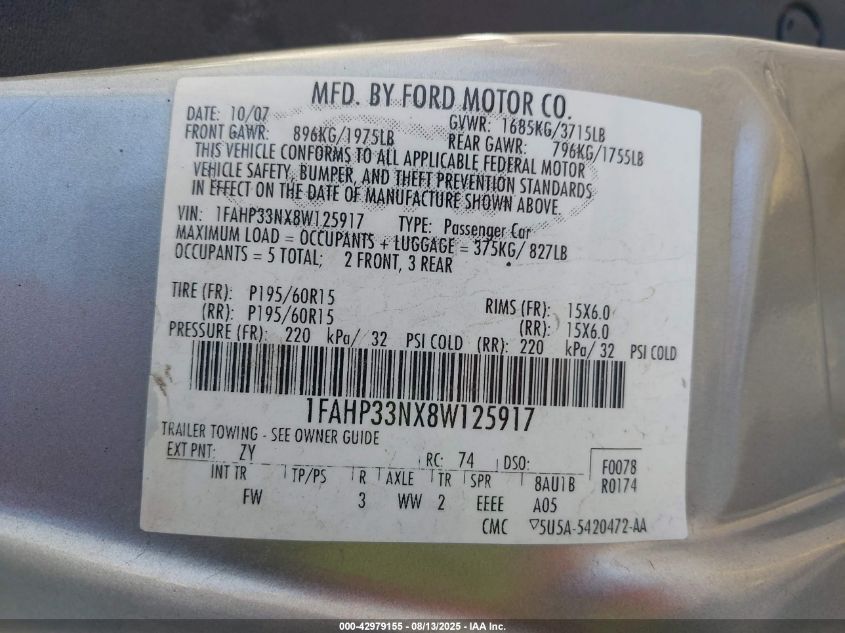 MFD. BY FORD MOTOR CO.
DATE: 10/07 GVWR: 1685KG/3715LB
FRONT GAWR: 896KG/1975LB REAR GAWR: 796KG/1755LB
THIS VEHICLE CONFORMS TO ALL APPLICABLE FEDERAL MOTOR
VEHICLE SAFETY, BUMPER, AND THEFT PREVENTION STANDARDS
IN EFFECT ON THE DATE OF MANUFACTURE SHOWN ABOVE.
VIN: 1FAHP33NX8W125917 TYPE: Passenger Car
MAXIMUM LOAD = OCCUPANTS + LUGGAGE = 375KG/ 827LB
OCCUPANTS = 5 TOTAL; 2 FRONT, 3 REAR
TIRE (FR): P195/60R15 RIMS (FR): 15X6.0
(RR): P195/60R15 (RR): 15X6.0
PRESSURE (FR): 220 kPa/ 32 PSI COLD (RR): 220 kPa/ 32 PSI COLD
1FAHP33NX8W125917
TRAILER TOWING - SEE OWNER GUIDE
EXT PNT: ZY RC: 74 DSO: F0078
INT TR TP/PS R AXLE TR SPR 8AU1B R0174
FW 3 WW 2 EEEE A05
CMC ▽5U5A-5420472-AA
000-42979155 - 08/13/2025 - IAA Inc.